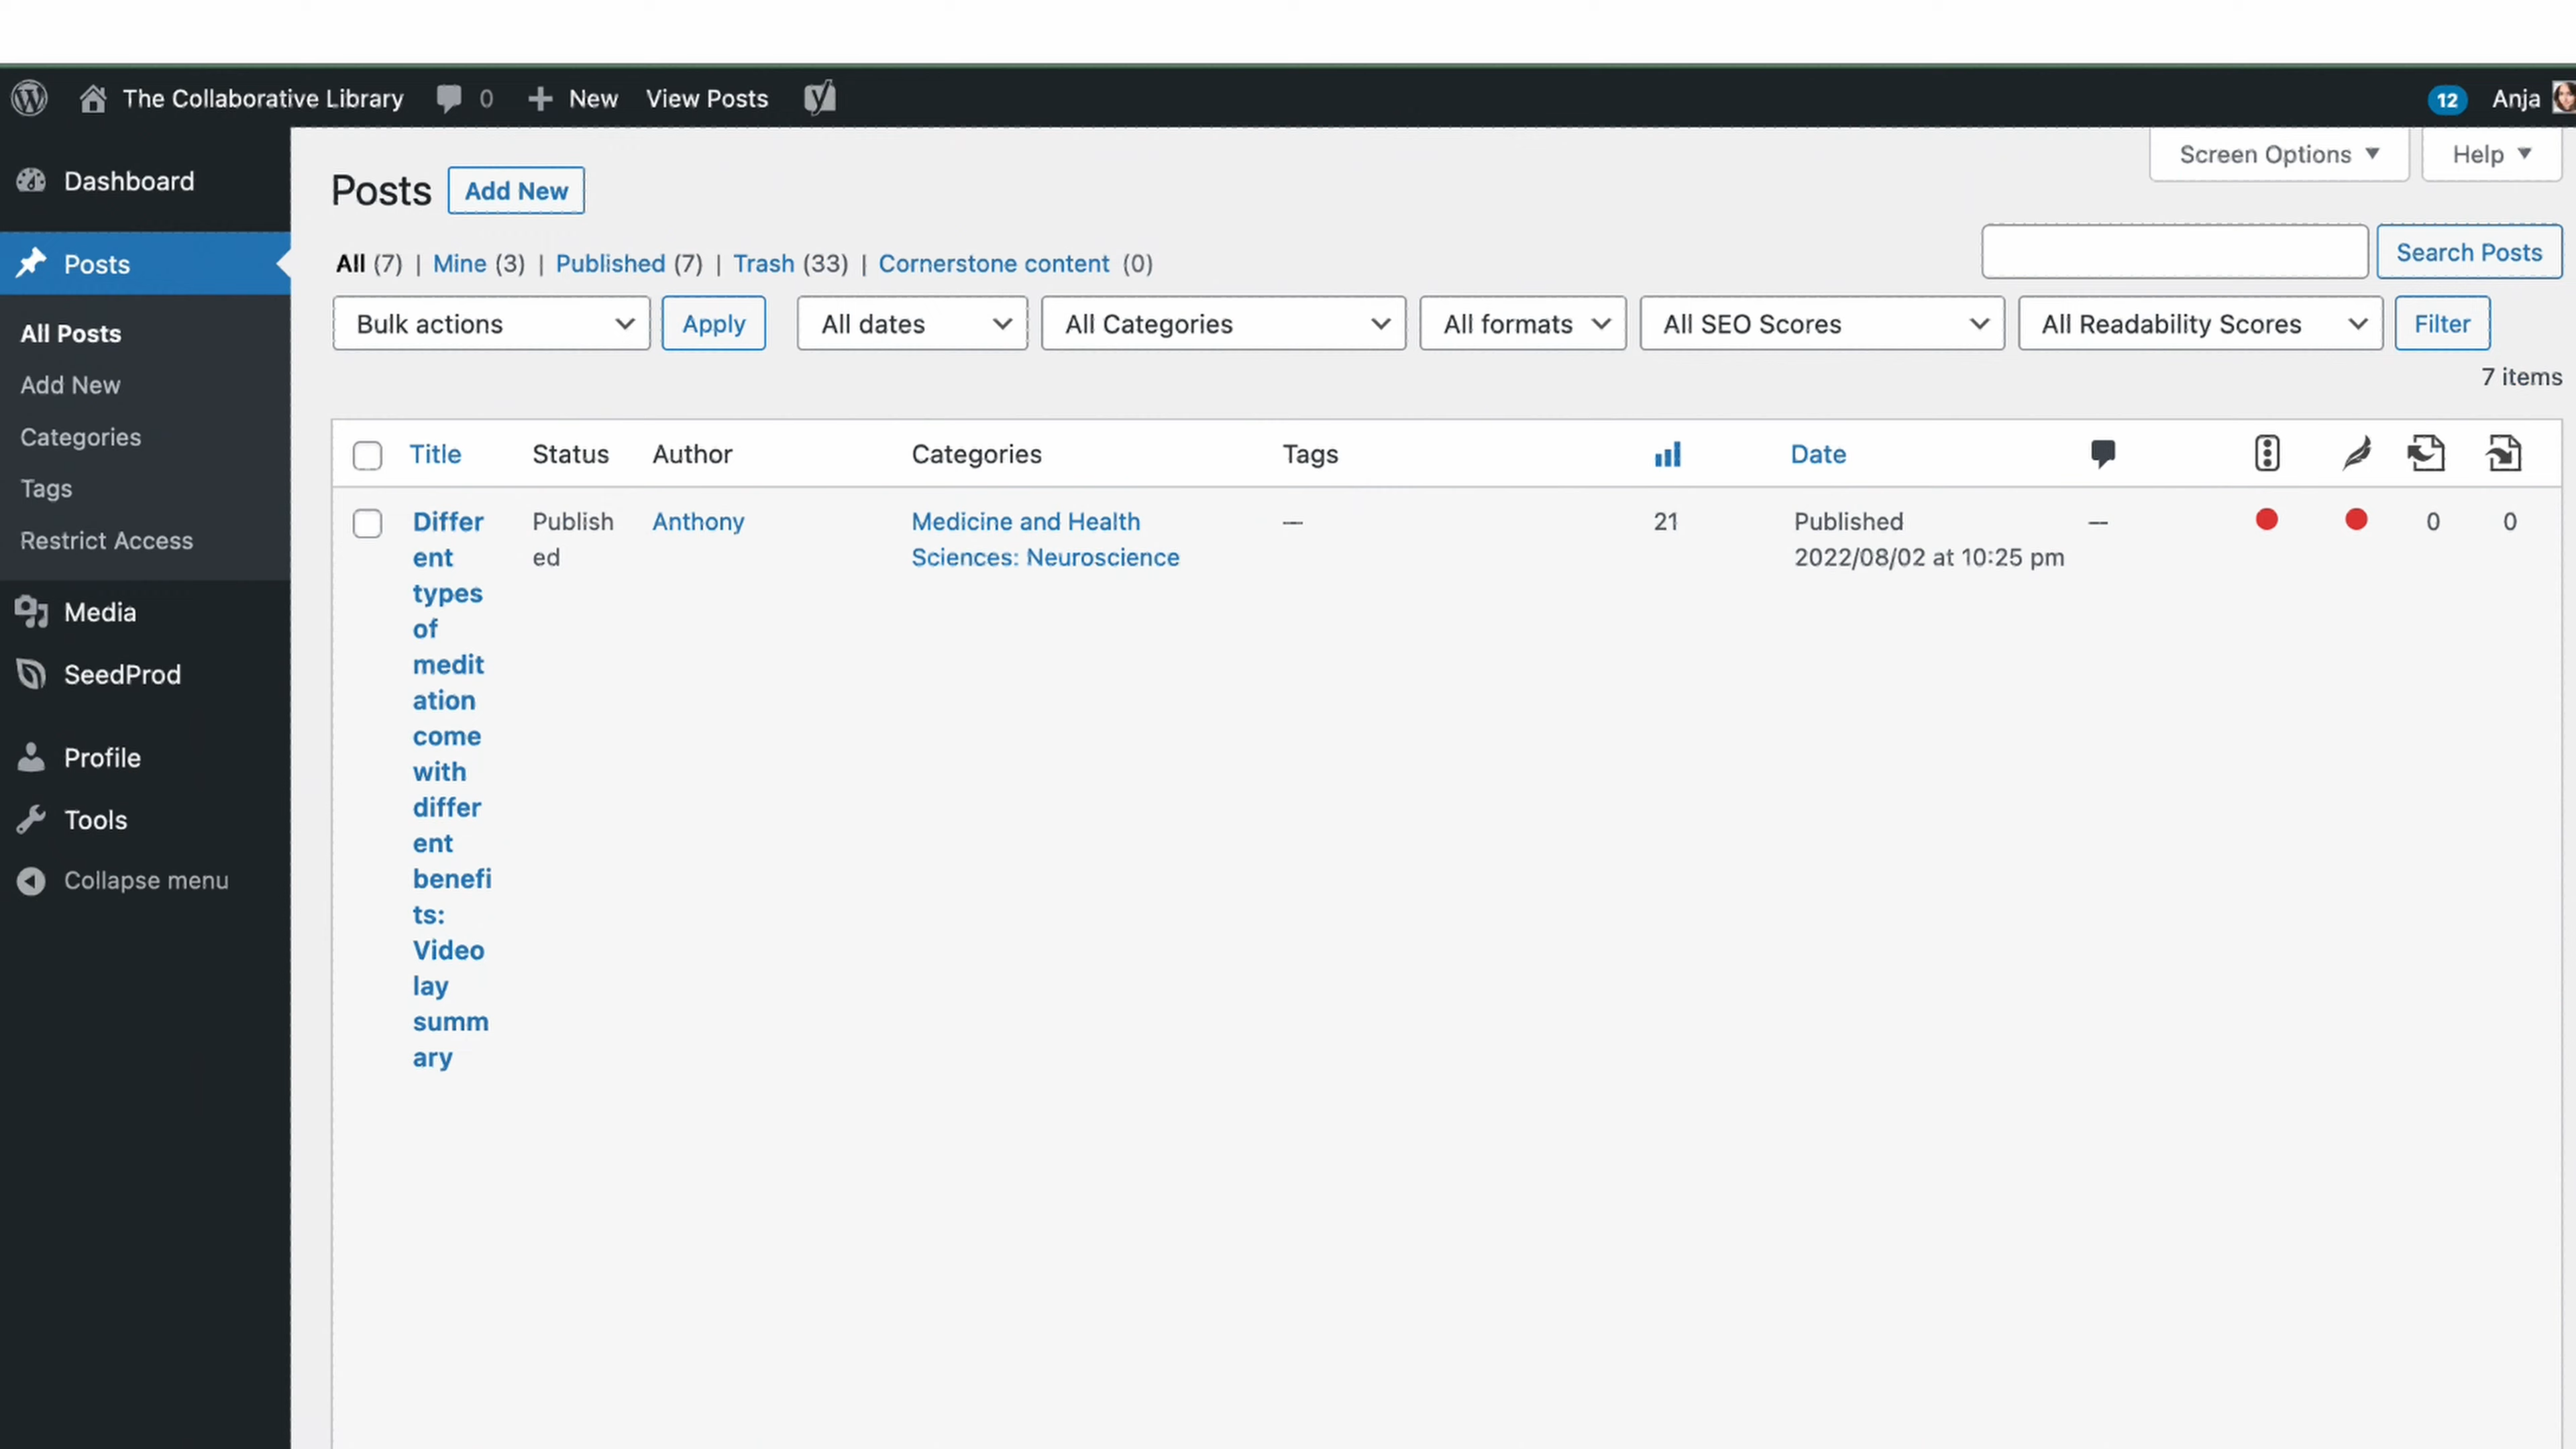 The Collaborative Library 0 New View Posts 12 Anja
Dashboard
Posts
All Posts
Add New
Categories
Tags
Restrict Access
Media
SeedProd
Profile
Tools
Collapse menu
Screen Options Help
Posts Add New
All (7) | Mine (3) | Published (7) | Trash (33) | Cornerstone content (0)
Search Posts
Bulk actions Apply All dates All Categories All formats All SEO Scores All Readability Scores Filter
7 items
Title Status Author Categories Tags Date
Differ
ent
types
of
medit
ation
come
with
differ
ent
benefi
ts:
Video
lay
summ
ary
Publish
ed
Anthony
Medicine and Health
Sciences: Neuroscience
—
21
Published
2022/08/02 at 10:25 pm
—
0
0